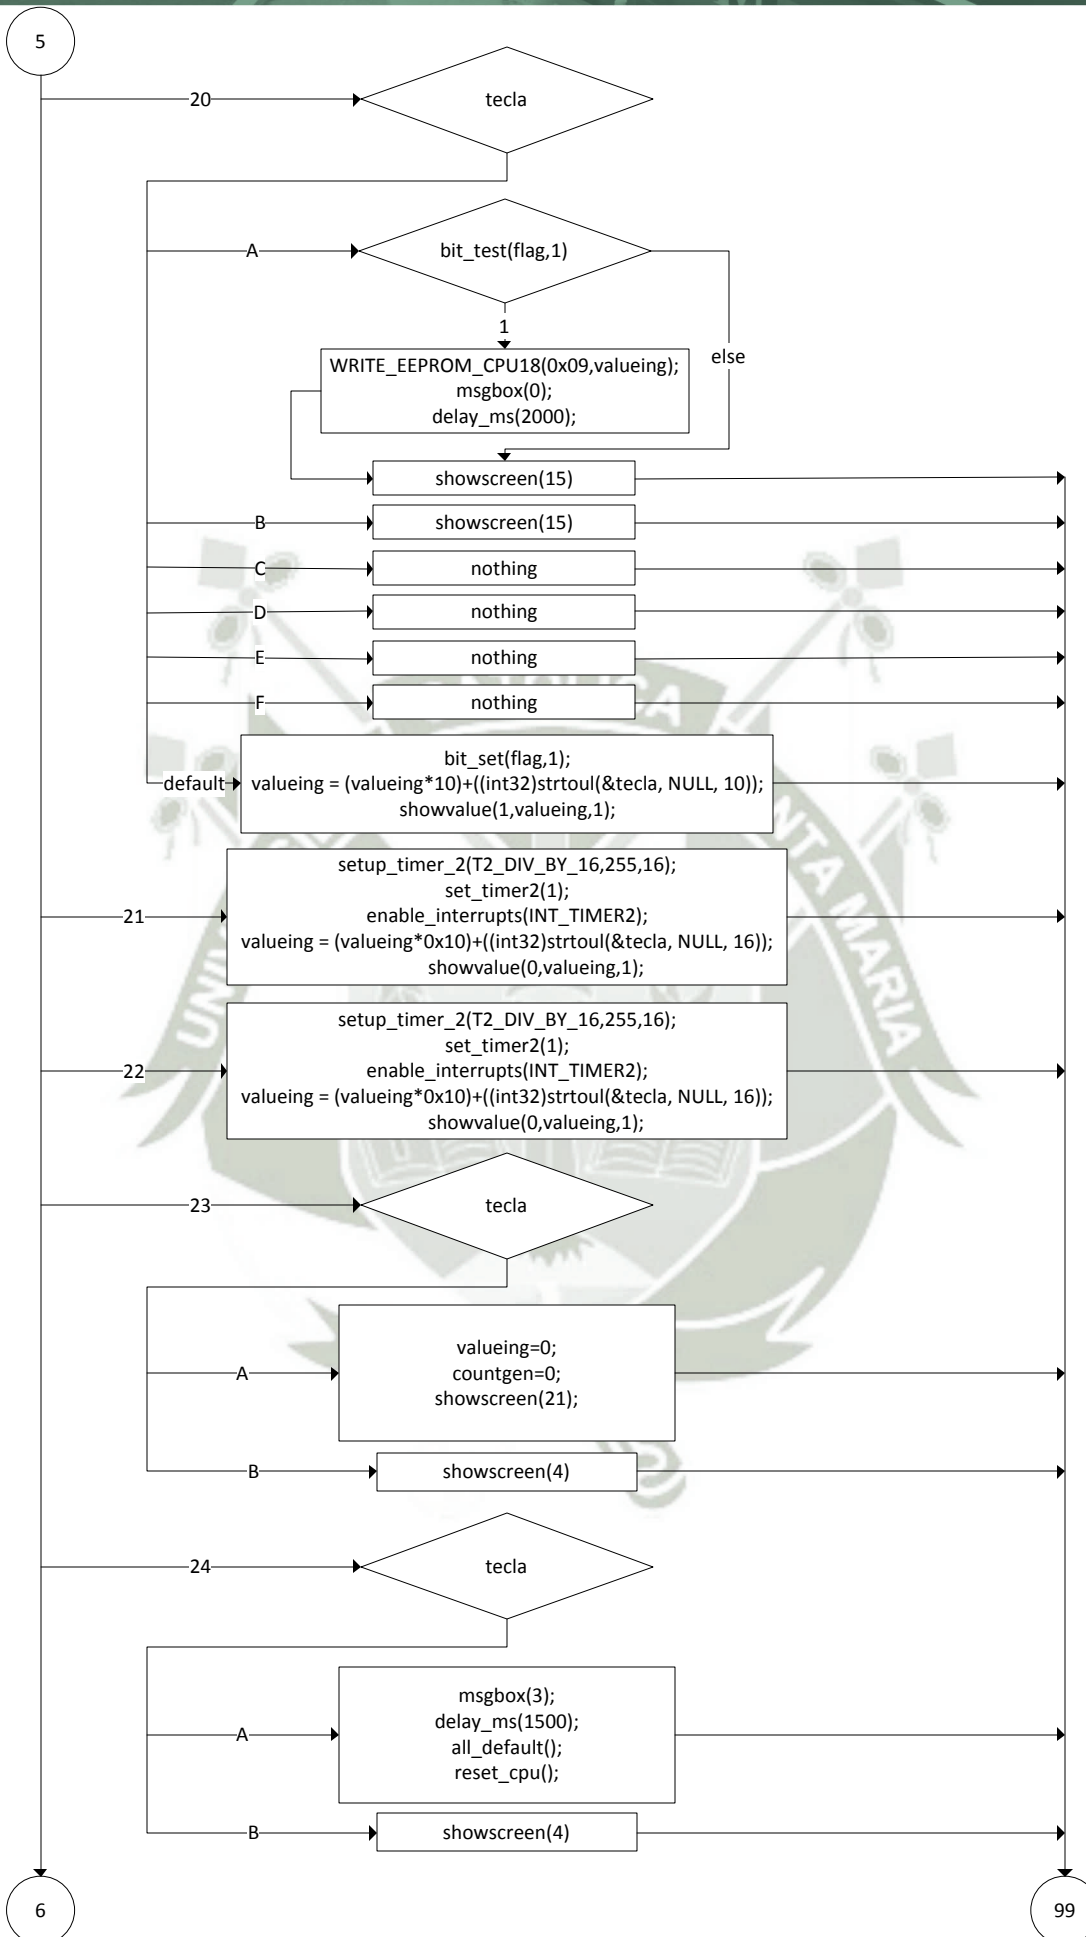 5
20
tecla
A
bit_test(flag,1)
1
else
WRITE_EEPROM_CPU18(0x09,valueing);
msgbox(0);
delay_ms(2000);
showscreen(15)
B
showscreen(15)
C
nothing
D
nothing
E
nothing
F
nothing
default
bit_set(flag,1);
valueing = (valueing*10)+((int32)strtoul(&tecla, NULL, 10));
showvalue(1,valueing,1);
21
setup_timer_2(T2_DIV_BY_16,255,16);
set_timer2(1);
enable_interrupts(INT_TIMER2);
valueing = (valueing*0x10)+((int32)strtoul(&tecla, NULL, 16));
showvalue(0,valueing,1);
22
setup_timer_2(T2_DIV_BY_16,255,16);
set_timer2(1);
enable_interrupts(INT_TIMER2);
valueing = (valueing*0x10)+((int32)strtoul(&tecla, NULL, 16));
showvalue(0,valueing,1);
23
tecla
A
valueing=0;
countgen=0;
showscreen(21);
B
showscreen(4)
24
tecla
A
msgbox(3);
delay_ms(1500);
all_default();
reset_cpu();
B
showscreen(4)
6
99
MARIA